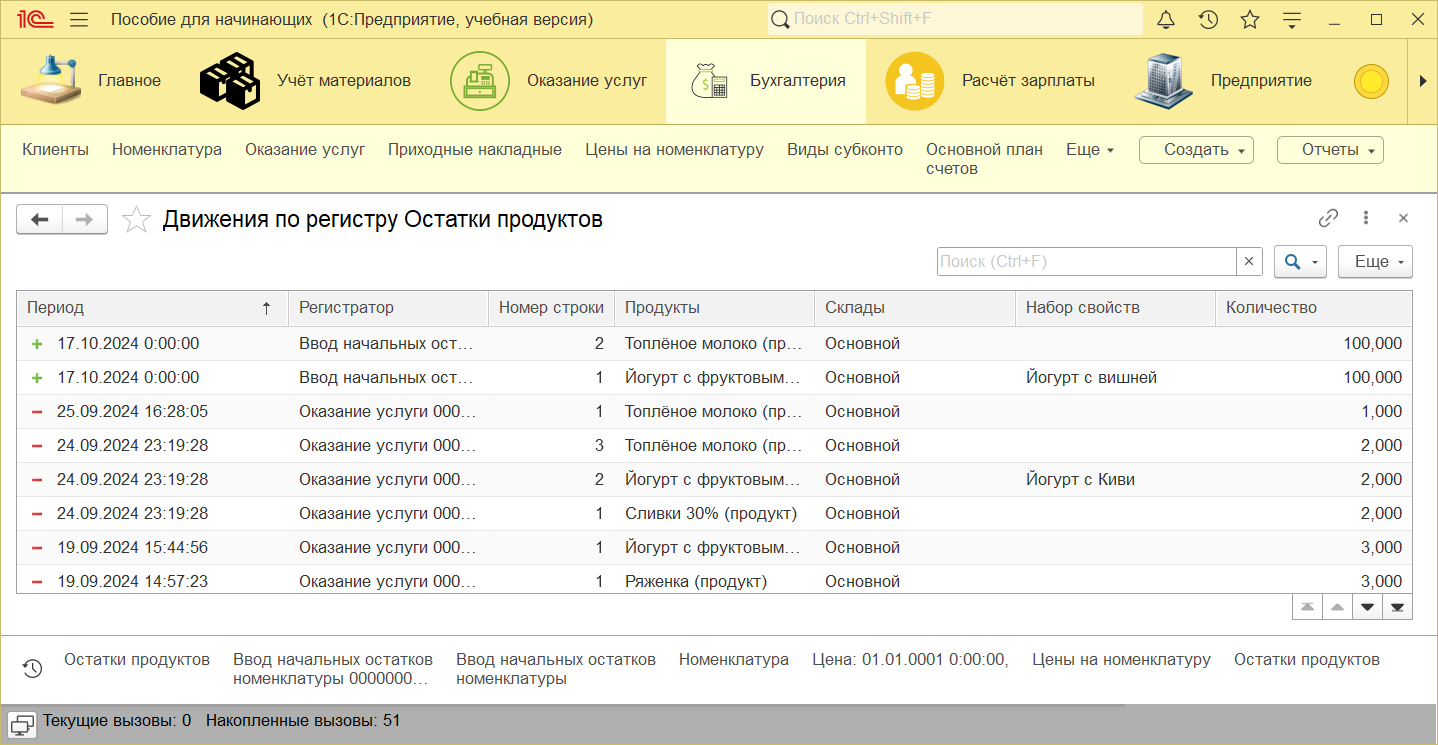 Пособие для начинающих (1С:Предприятие, учебная версия)
Поиск Ctrl+Shift+F
Главное
Учёт материалов
Оказание услуг
Бухгалтерия
Расчёт зарплаты
Предприятие
Клиенты
Номенклатура
Оказание услуг
Приходные накладные
Цены на номенклатуру
Виды субконто
Основной план
счетов
Еще
Создать
Отчеты
Движения по регистру Остатки продуктов
Поиск (Ctrl+F)
Еще
Период Регистратор Номер строки Продукты Склады Набор свойств Количество
17.10.2024 0:00:00 Ввод начальных ост… 2 Топлёное молоко (пр… Основной 100,000
17.10.2024 0:00:00 Ввод начальных ост… 1 Йогурт с фруктовым… Основной Йогурт с вишней 100,000
25.09.2024 16:28:05 Оказание услуги 000… 1 Топлёное молоко (пр… Основной 1,000
24.09.2024 23:19:28 Оказание услуги 000… 3 Топлёное молоко (пр… Основной 2,000
24.09.2024 23:19:28 Оказание услуги 000… 2 Йогурт с фруктовым… Основной Йогурт с Киви 2,000
24.09.2024 23:19:28 Оказание услуги 000… 1 Сливки 30% (продукт) Основной 2,000
19.09.2024 15:44:56 Оказание услуги 000… 1 Йогурт с фруктовым… Основной 3,000
19.09.2024 14:57:23 Оказание услуги 000… 1 Ряженка (продукт) Основной 3,000
Остатки продуктов
Ввод начальных остатков
номенклатуры 0000000…
Ввод начальных остатков
номенклатуры
Номенклатура
Цена: 01.01.0001 0:00:00,
Цены на номенклатуру
Остатки продуктов
Текущие вызовы: 0 Накопленные вызовы: 51